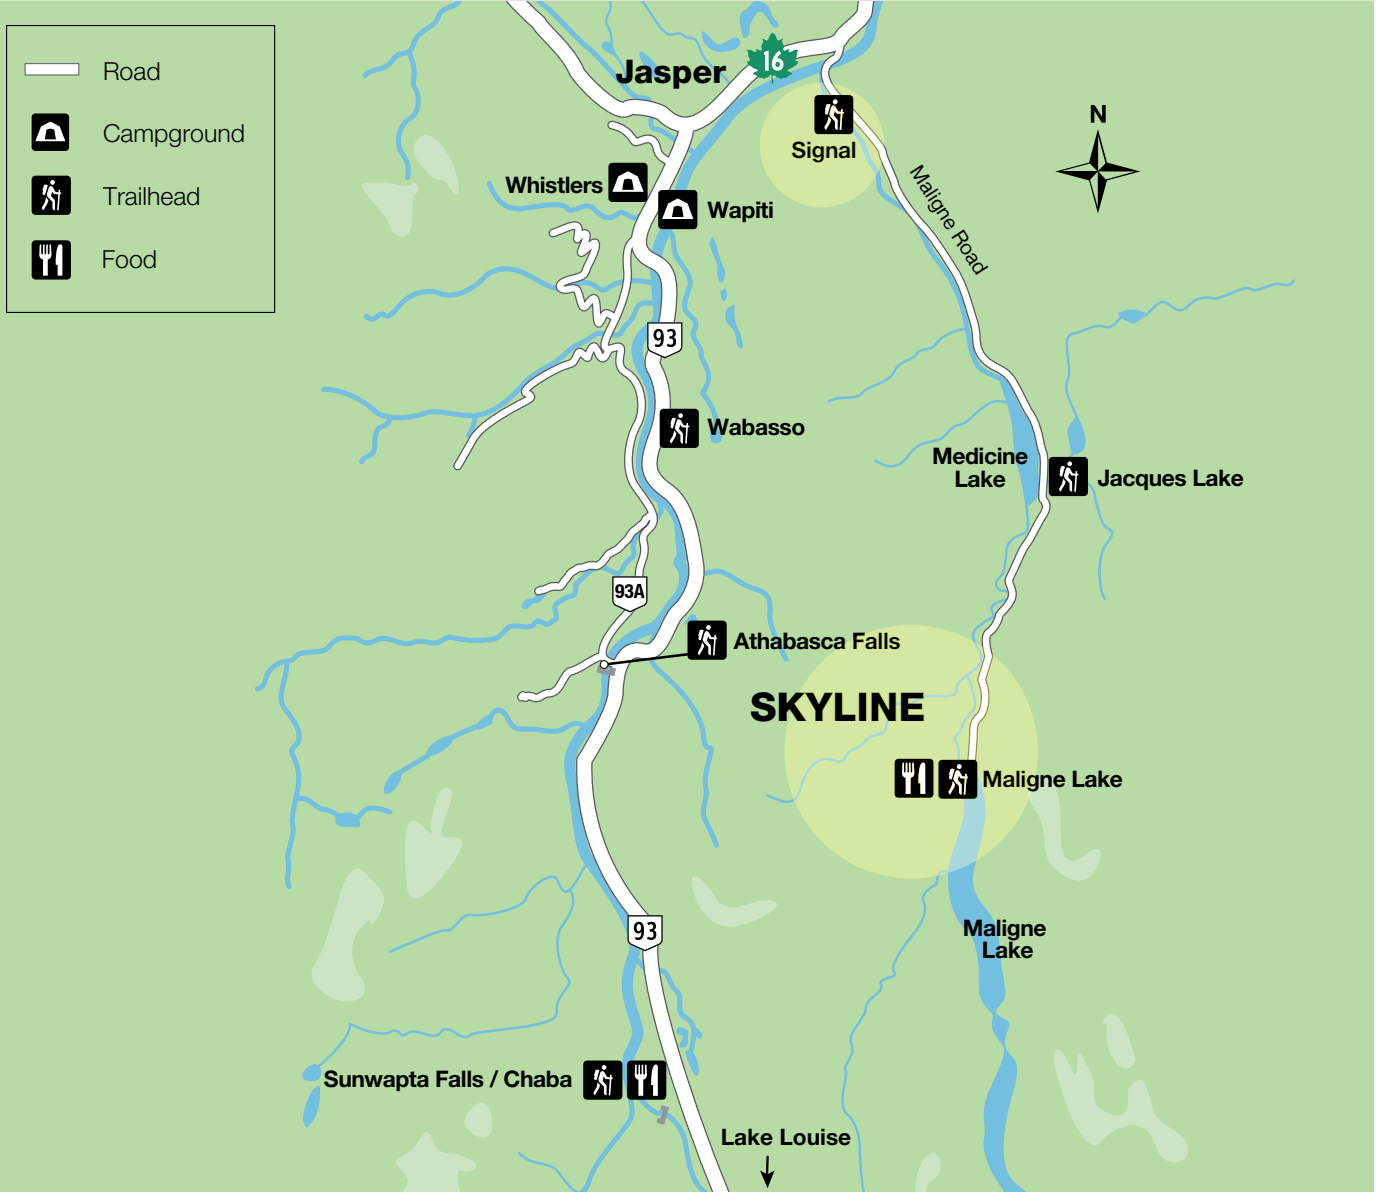 Road
Campground
Trailhead
Food
Jasper
16
Signal
N
Whistlers
Wapiti
Maligne Road
93
Wabasso
Medicine
Lake
Jacques Lake
93A
Athabasca Falls
SKYLINE
Maligne Lake
93
Maligne
Lake
Sunwapta Falls / Chaba
Lake Louise